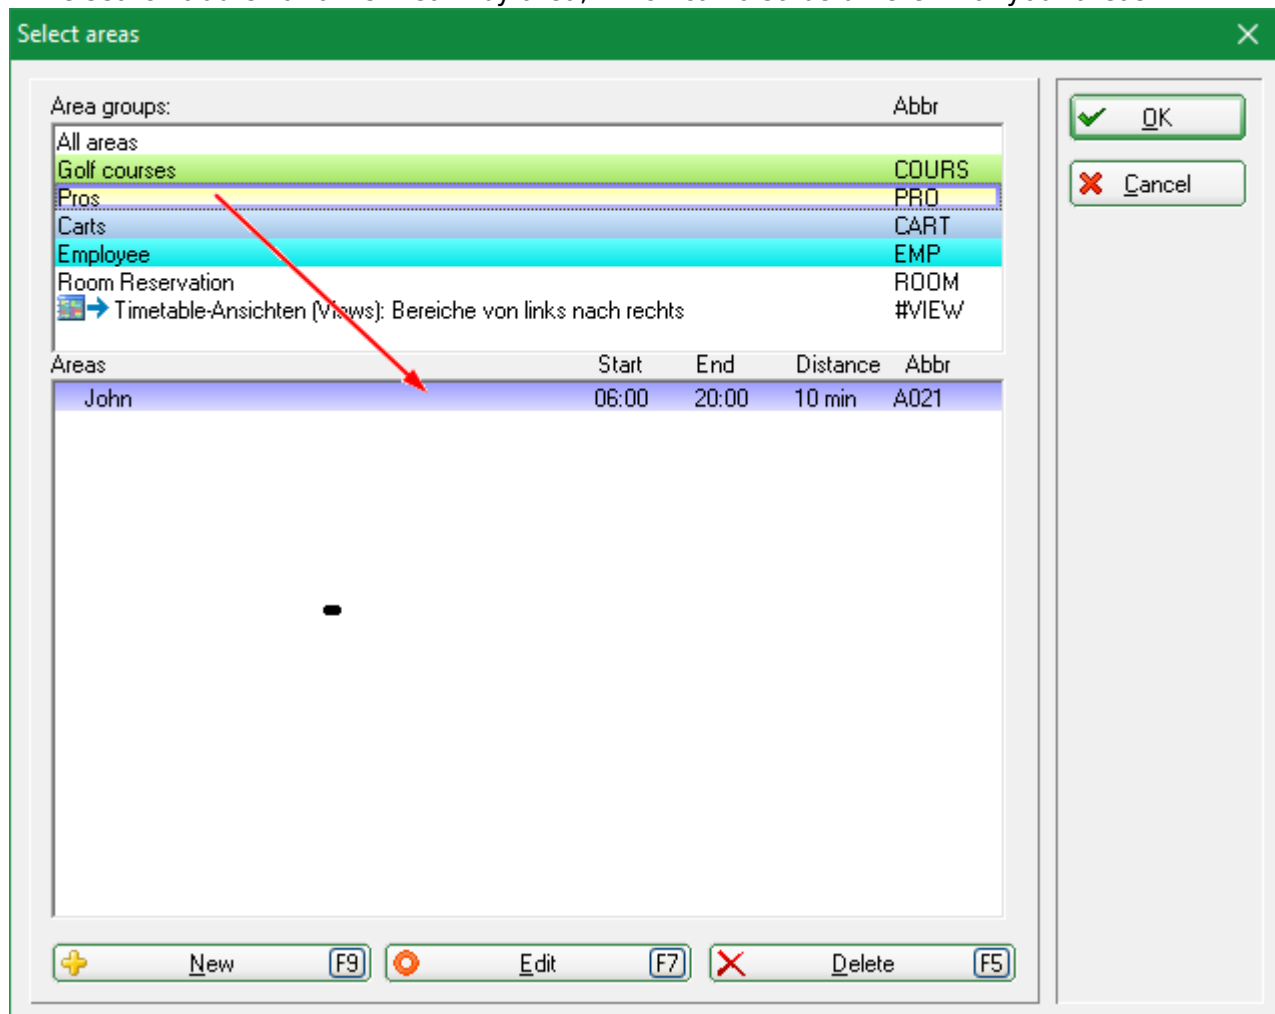 Select areas
Area groups: Abbr
All areas
Golf courses COURS
Pros PRO
Carts CART
Employee EMP
Room Reservation ROOM
Timetable-Ansichten (Views): Bereiche von links nach rechts #VIEW
Areas Start End Distance Abbr
John 06:00 20:00 10 min A021
New F9 Edit F7 Delete F5
OK
Cancel